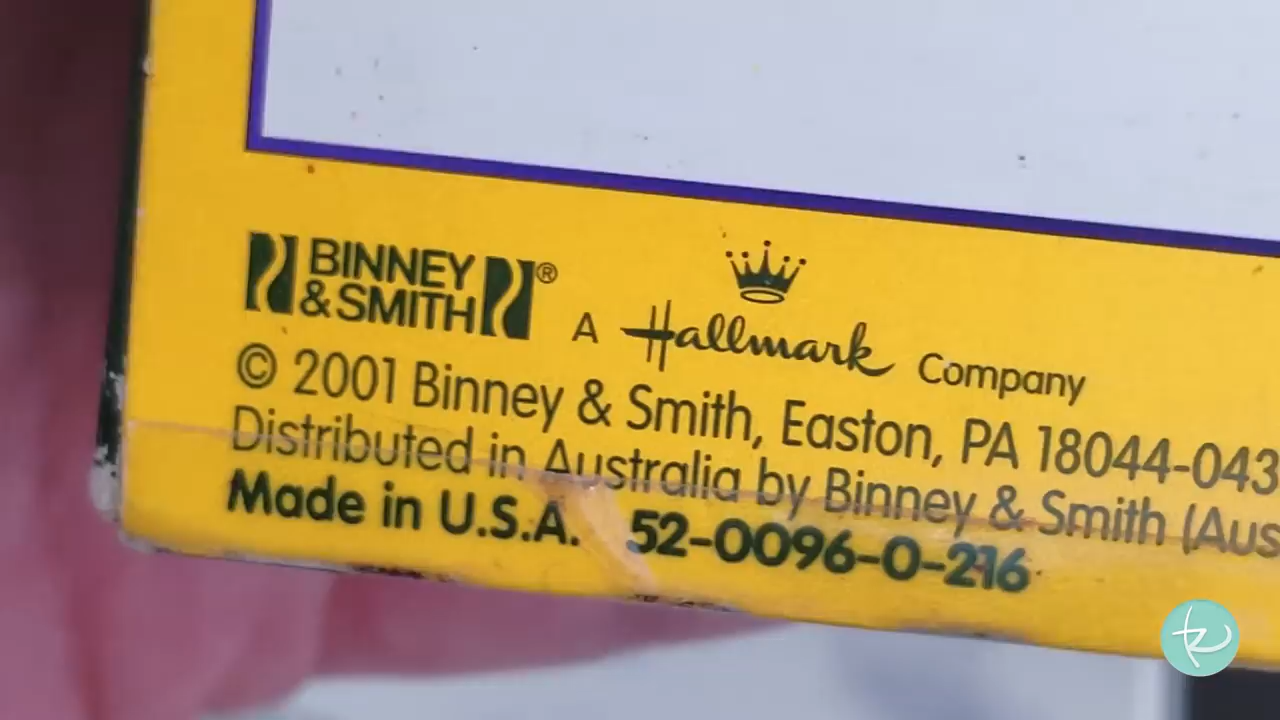 BINNEY
& SMITH®
A Hallmark Company
© 2001 Binney & Smith, Easton, PA 18044-043
Distributed in Australia by Binney & Smith (Aus
Made in U.S.A. 52-0096-0-216